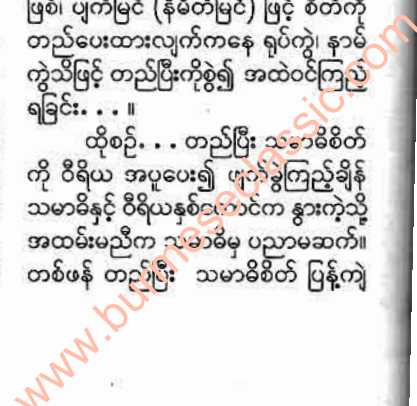 ဖြစ်၊ ပျက်မြင် (နိမိတ်မြင်) ဖြင့် စိတ်ကို
တည်ပေးထားလျက်ကနေ ရုပ်ကွဲ၊ နာမ်
ကွဲသိဖြင့် တည်ပြီးကိုစွဲ၍ အထဲဝင်ကြည့်
ရခြင်း. . . ။
ထိုစဉ်. . . တည်ပြီး သမာဓိစိတ်
ကို ဝီရိယ အပူပေး၍ ဖျက်ခွဲကြည့်ချိန်
သမာဓိနှင့် ဝီရိယနှစ်ယောက်က နွားကဲ့သို့
အထမ်းမညီက သမာဓိမှ ပညာမဆက်။
တစ်ဖန် တည်ပြီး သမာဓိစိတ် ပြန့်ကျဲ
www.burmeseclassic.com